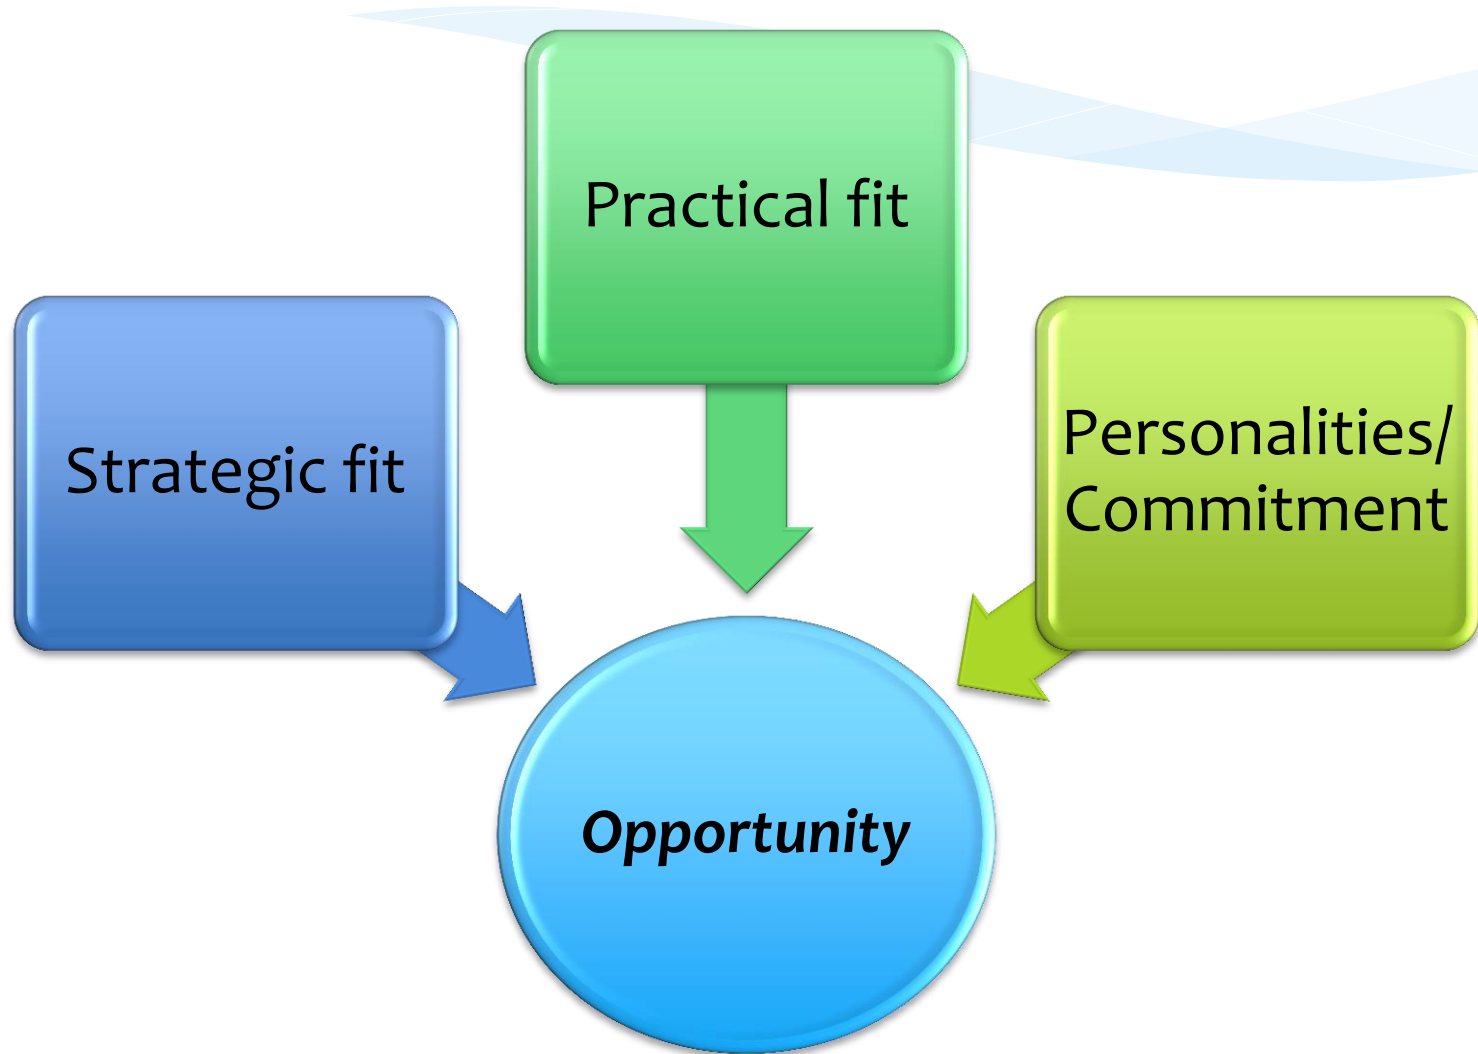 Practical fit
Strategic fit
Personalities/
Commitment
Opportunity